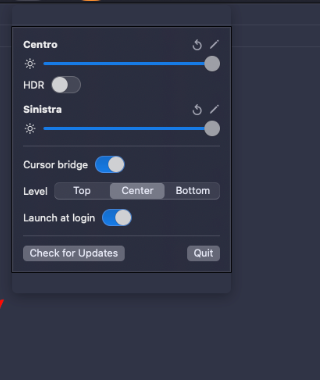 Centro
HDR
Sinistra
Cursor bridge
Level Top Center Bottom
Launch at login
Check for Updates Quit